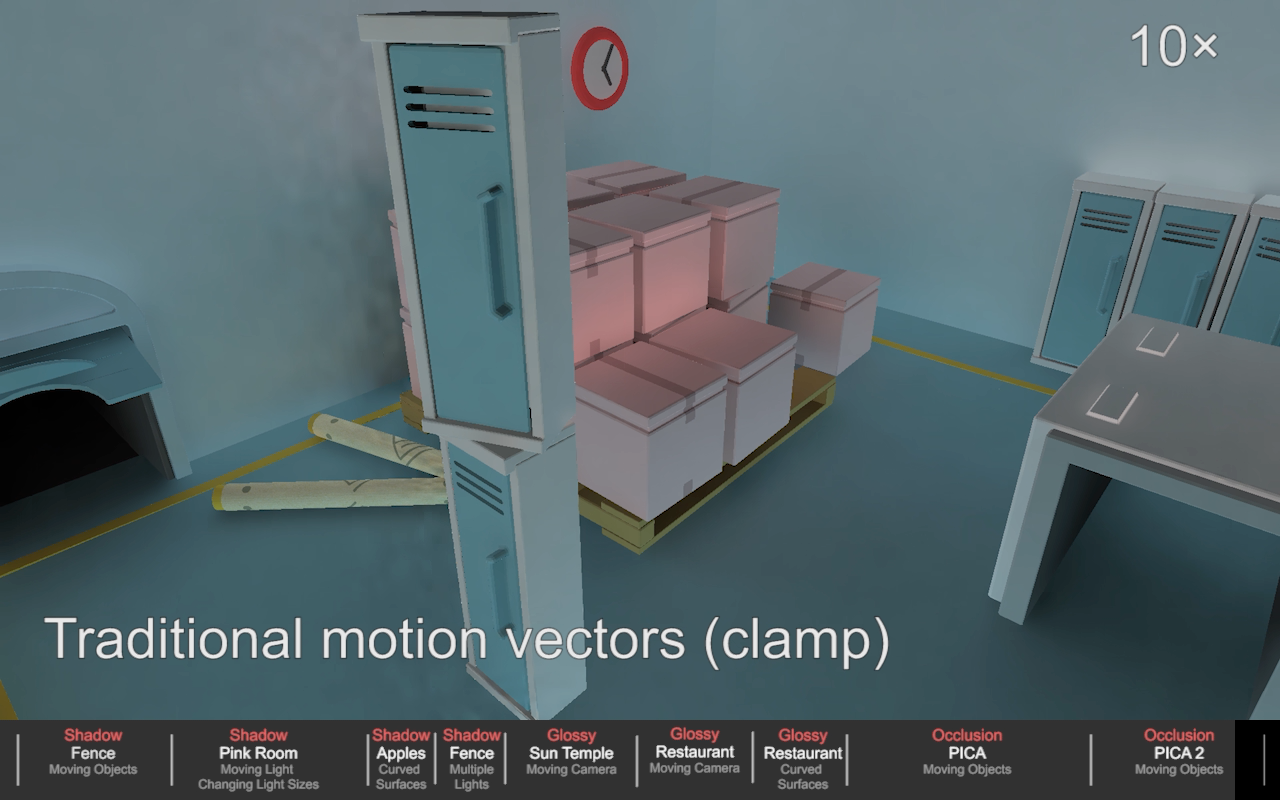 10×
Traditional motion vectors (clamp)
Shadow
Fence
Moving Objects
Shadow
Pink Room
Moving Light
Changing Light Sizes
Shadow
Apples
Curved
Surfaces
Shadow
Fence
Multiple
Lights
Glossy
Sun Temple
Moving Camera
Glossy
Restaurant
Moving Camera
Glossy
Restaurant
Curved
Surfaces
Occlusion
PICA
Moving Objects
Occlusion
PICA 2
Moving Objects